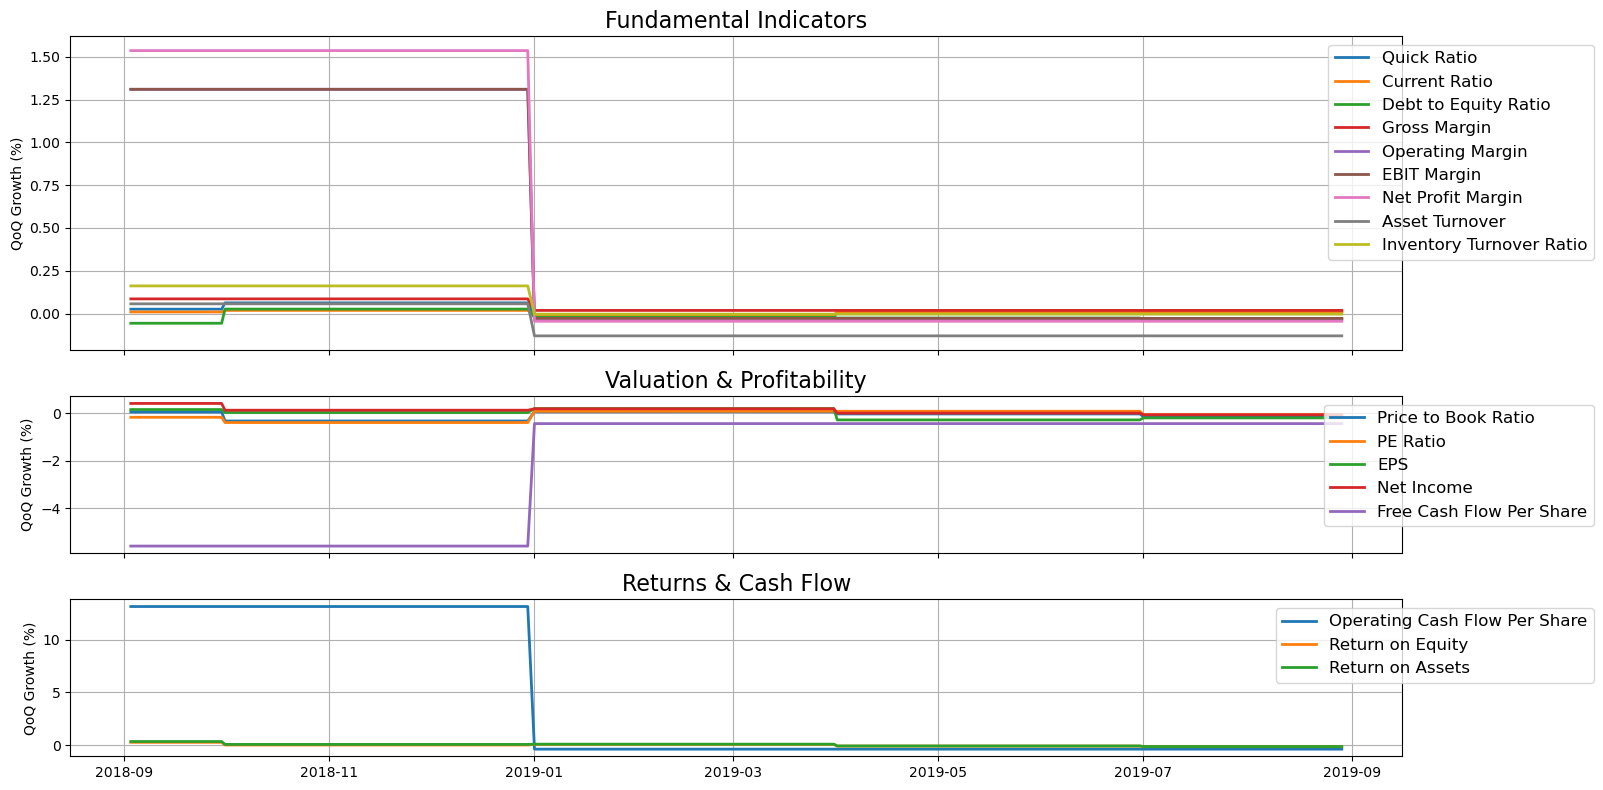 Fundamental Indicators
QoQ Growth (%)
1.50
1.25
1.00
0.75
0.50
0.25
0.00
Quick Ratio
Current Ratio
Debt to Equity Ratio
Gross Margin
Operating Margin
EBIT Margin
Net Profit Margin
Asset Turnover
Inventory Turnover Ratio
Valuation & Profitability
QoQ Growth (%)
0
−2
−4
Price to Book Ratio
PE Ratio
EPS
Net Income
Free Cash Flow Per Share
Returns & Cash Flow
QoQ Growth (%)
10
5
0
Operating Cash Flow Per Share
Return on Equity
Return on Assets
2018-09 2018-11 2019-01 2019-03 2019-05 2019-07 2019-09